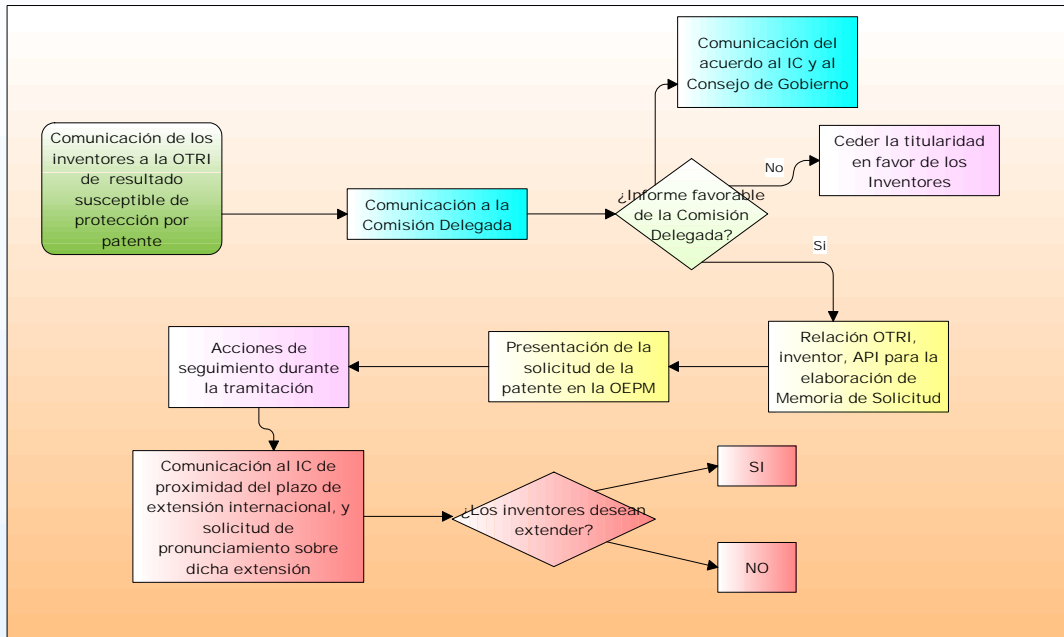 Comunicación de los
inventores a la OTRI
de resultado
susceptible de
protección por
patente
Comunicación a la
Comisión Delegada
¿Informe favorable
de la Comisión
Delegada?
Comunicación del
acuerdo al IC y al
Consejo de Gobierno
No
Ceder la titularidad
en favor de los
Inventores
Si
Relación OTRI,
inventor, API para la
elaboración de
Memoria de Solicitud
Presentación de la
solicitud de la
patente en la OEPM
Acciones de
seguimiento durante
la tramitación
Comunicación al IC de
proximidad del plazo de
extensión internacional, y
solicitud de
pronunciamiento sobre
dicha extensión
¿Los inventores desean
extender?
SI
NO